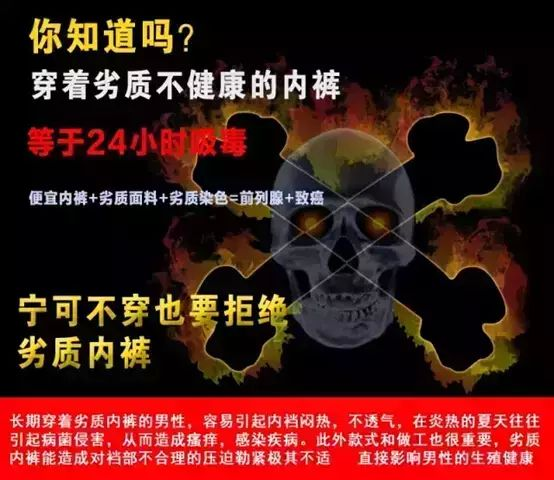 你知道吗?
穿着劣质不健康的内裤
等于24小时吸毒
便宜内裤+劣质面料+劣质染色=前列腺+致癌
宁可不穿也要拒绝
劣质内裤
长期穿着劣质内裤的男性，容易引起内裆闷热，不透气，在炎热的夏天往往
引起病菌侵害，从而造成瘙痒，感染疾病。此外款式和做工也很重要，劣质
内裤能造成对裆部不合理的压迫勒紧极其不适 直接影响男性的生殖健康